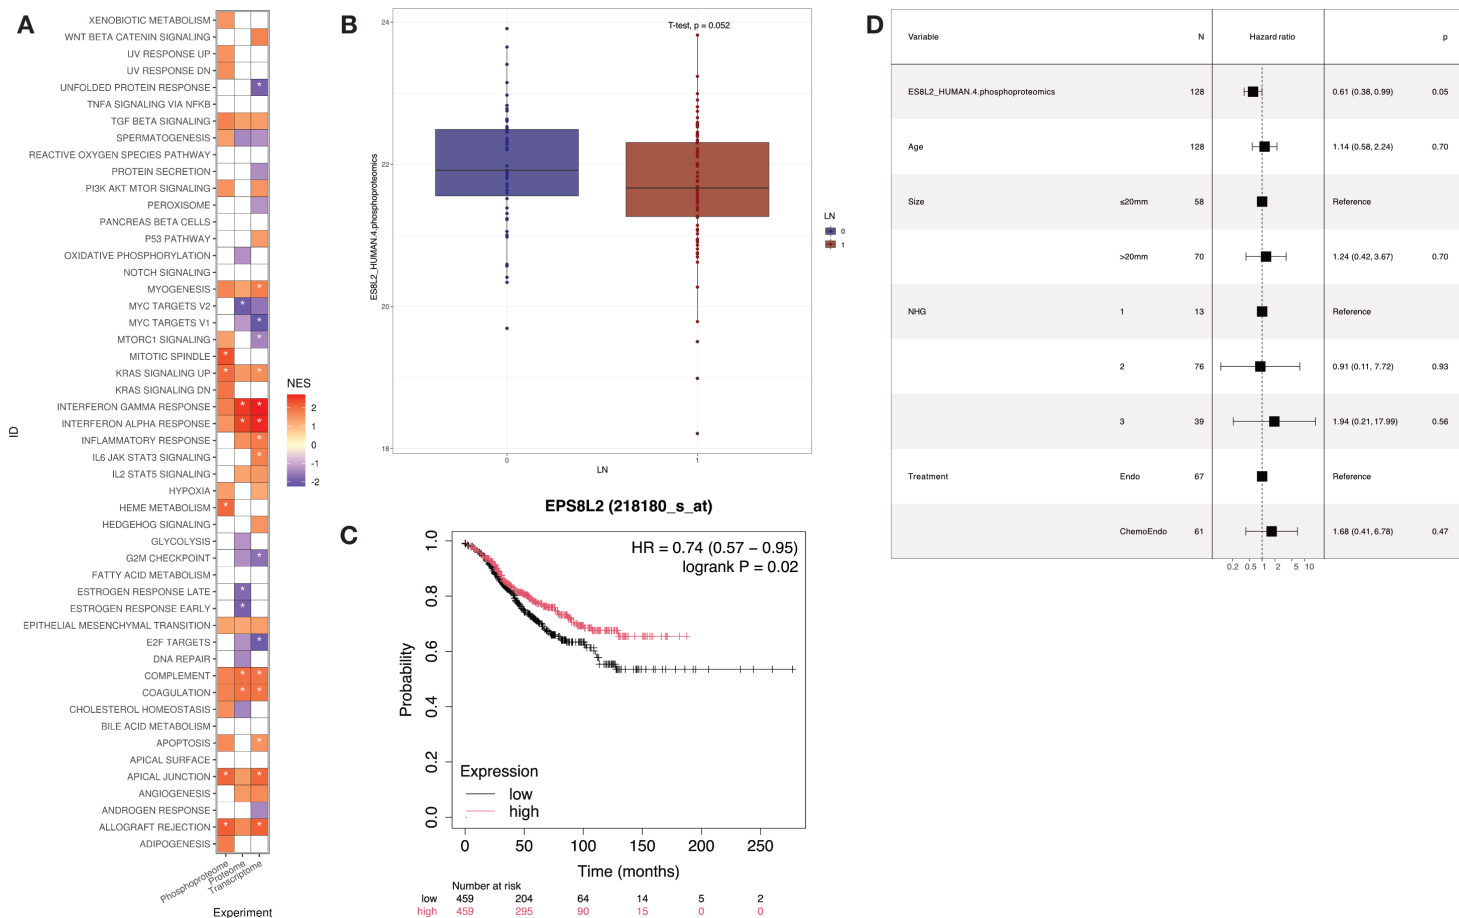 A
XENOBIOTIC METABOLISM
WNT BETA CATENIN SIGNALING
UV RESPONSE UP
UV RESPONSE DN
UNFOLDED PROTEIN RESPONSE
TNFA SIGNALING VIA NFKB
TGF BETA SIGNALING
SPERMATOGENESIS
REACTIVE OXYGEN SPECIES PATHWAY
PROTEIN SECRETION
PI3K AKT MTOR SIGNALING
PEROXISOME
PANCREAS BETA CELLS
P53 PATHWAY
OXIDATIVE PHOSPHORYLATION
NOTCH SIGNALING
MYOGENESIS
MYC TARGETS V2
MYC TARGETS V1
MTORC1 SIGNALING
MITOTIC SPINDLE
KRAS SIGNALING UP
KRAS SIGNALING DN
INTERFERON GAMMA RESPONSE
INTERFERON ALPHA RESPONSE
INFLAMMATORY RESPONSE
IL6 JAK STAT3 SIGNALING
IL2 STAT5 SIGNALING
HYPOXIA
HEME METABOLISM
HEDGEHOG SIGNALING
GLYCOLYSIS
G2M CHECKPOINT
FATTY ACID METABOLISM
ESTROGEN RESPONSE LATE
ESTROGEN RESPONSE EARLY
EPITHELIAL MESENCHYMAL TRANSITION
E2F TARGETS
DNA REPAIR
COMPLEMENT
COAGULATION
CHOLESTEROL HOMEOSTASIS
BILE ACID METABOLISM
APOPTOSIS
APICAL SURFACE
APICAL JUNCTION
ANGIOGENESIS
ANDROGEN RESPONSE
ALLOGRAFT REJECTION
ADIPOGENESIS
ID
Phosphoproteome
Proteome
Transcriptome
Experiment
NES
2
1
0
-1
-2
B
T-test, p = 0.052
24
22
20
18
ES8L2_HUMAN.4.phosphoproteomics
0 1
LN
LN
0
1
C
EPS8L2 (218180_s_at)
HR = 0.74 (0.57 − 0.95)
logrank P = 0.02
1.0
0.8
0.6
0.4
0.2
0.0
Probability
Expression
low
high
0 50 100 150 200 250
Time (months)
Number at risk
low 459 204 64 14 5 2
high 459 295 90 15 0 0
D
Variable N Hazard ratio p
ES8L2_HUMAN.4.phosphoproteomics 128 0.61 (0.38, 0.99) 0.05
Age 128 1.14 (0.58, 2.24) 0.70
Size ≤20mm 58 Reference
>20mm 70 1.24 (0.42, 3.67) 0.70
NHG 1 13 Reference
2 76 0.91 (0.11, 7.72) 0.93
3 39 1.94 (0.21, 17.99) 0.56
Treatment Endo 67 Reference
ChemoEndo 61 1.68 (0.41, 6.78) 0.47
0.2 0.5 1 2 5 10